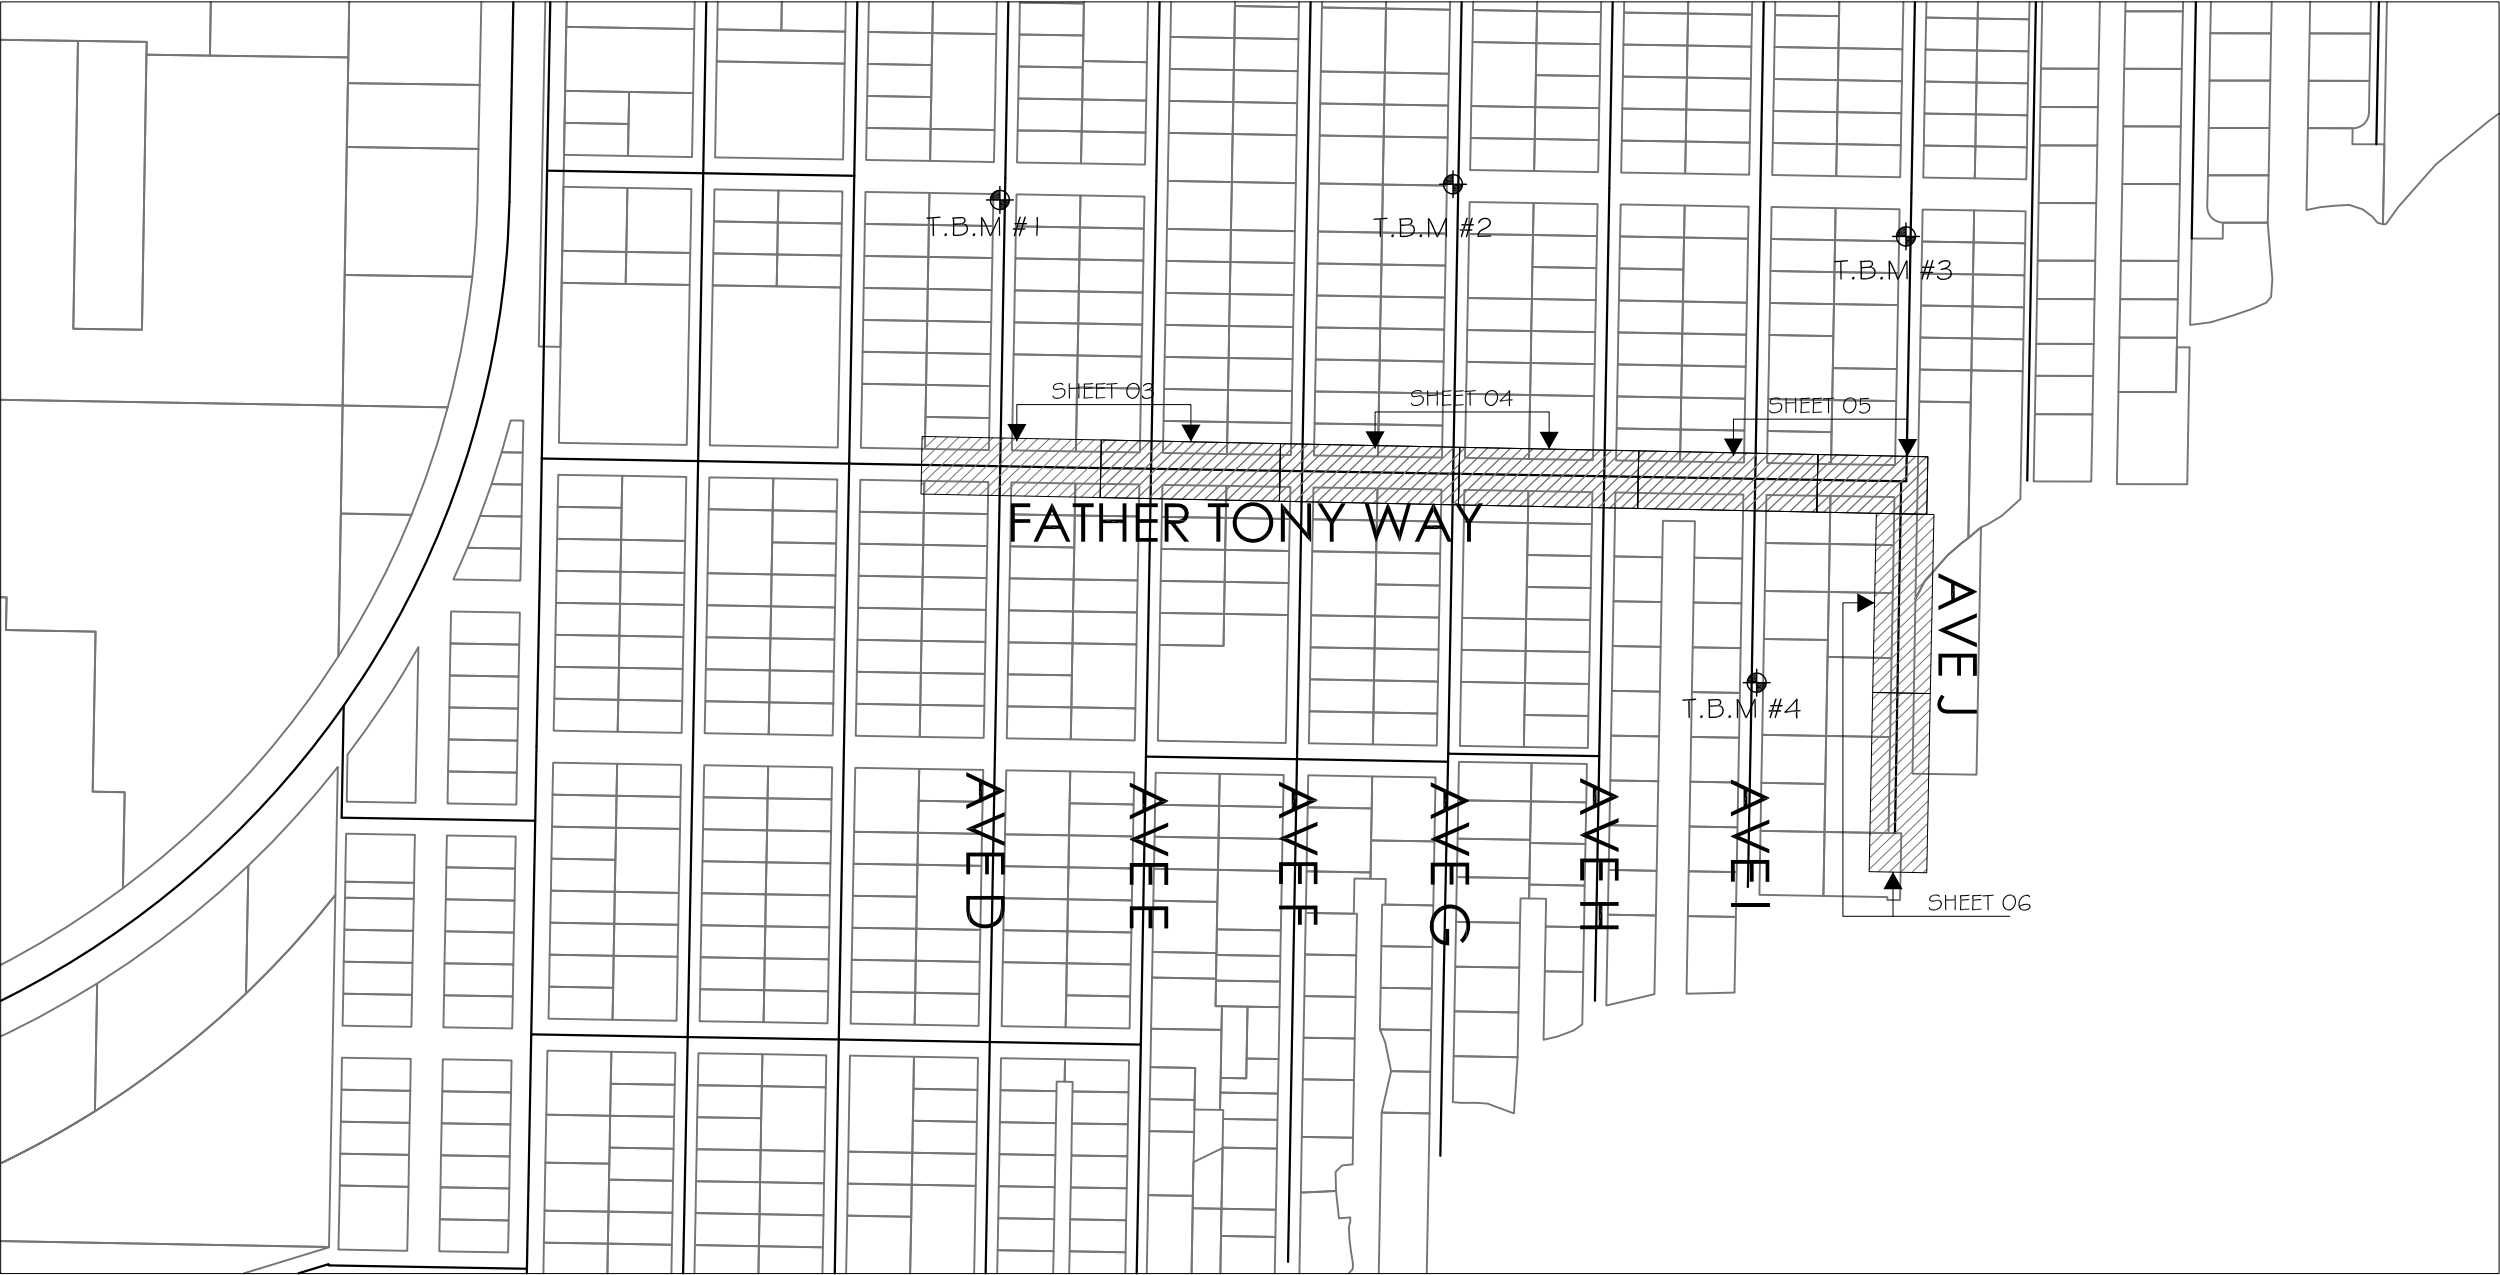 T.B.M #1
T.B.M #2
T.B.M #3
SHEET 03
SHEET 04
SHEET 05
FATHER TONY WAY
AVE J
T.B.M #4
AVE D
AVE E
AVE F
AVE G
AVE H
AVE I
SHEET 06